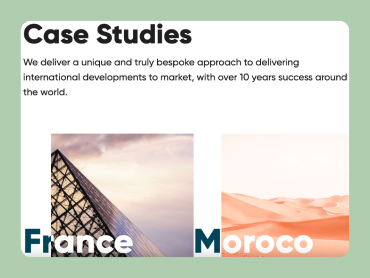 Case Studies
We deliver a unique and truly bespoke approach to delivering
international developments to market, with over 10 years success around
the world.
France
Moroco